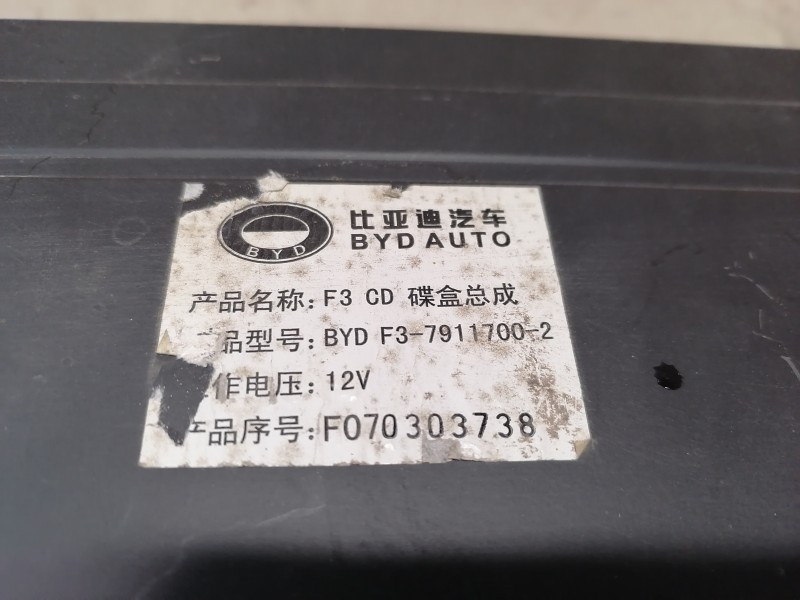 比亚迪汽车
BYD AUTO
BYD
产品名称:F3 CD 碟盒总成
品型号:BYD F3-7911700-2
作电压:12V
产品序号:F070303738